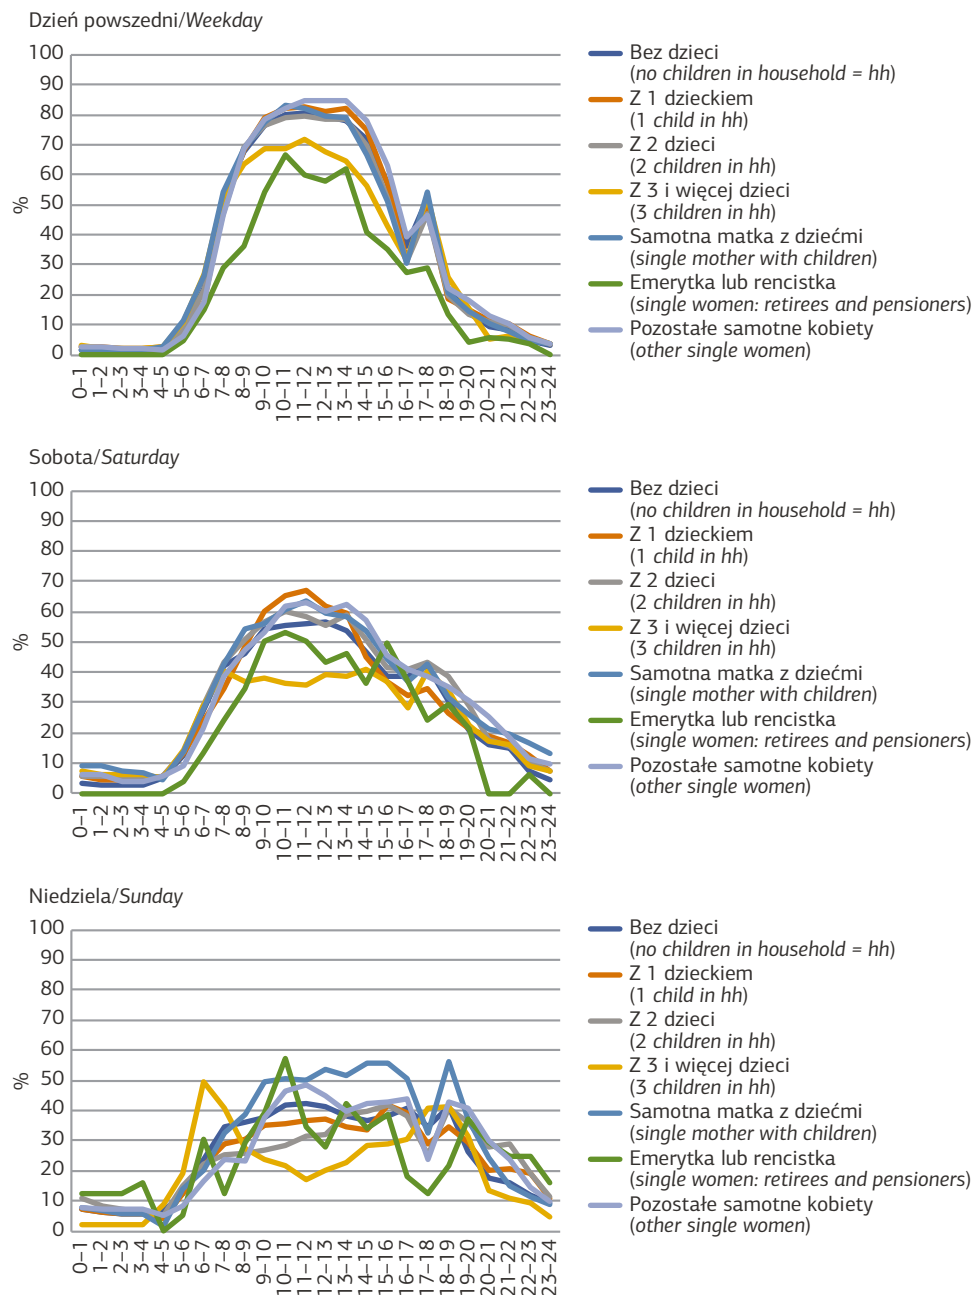 Dzień powszedni/Weekday
100
90
80
70
60
50
40
30
20
10
0
%
0–1
1–2
2–3
3–4
4–5
5–6
6–7
7–8
8–9
9–10
10–11
11–12
12–13
13–14
14–15
15–16
16–17
17–18
18–19
19–20
20–21
21–22
22–23
23–24
Bez dzieci
(no children in household = hh)
Z 1 dzieckiem
(1 child in hh)
Z 2 dzieci
(2 children in hh)
Z 3 i więcej dzieci
(3 children in hh)
Samotna matka z dziećmi
(single mother with children)
Emerytka lub rencistka
(single women: retirees and pensioners)
Pozostałe samotne kobiety
(other single women)
Sobota/Saturday
100
90
80
70
60
50
40
30
20
10
0
%
0–1
1–2
2–3
3–4
4–5
5–6
6–7
7–8
8–9
9–10
10–11
11–12
12–13
13–14
14–15
15–16
16–17
17–18
18–19
19–20
20–21
21–22
22–23
23–24
Bez dzieci
(no children in household = hh)
Z 1 dzieckiem
(1 child in hh)
Z 2 dzieci
(2 children in hh)
Z 3 i więcej dzieci
(3 children in hh)
Samotna matka z dziećmi
(single mother with children)
Emerytka lub rencistka
(single women: retirees and pensioners)
Pozostałe samotne kobiety
(other single women)
Niedziela/Sunday
100
90
80
70
60
50
40
30
20
10
0
%
0–1
1–2
2–3
3–4
4–5
5–6
6–7
7–8
8–9
9–10
10–11
11–12
12–13
13–14
14–15
15–16
16–17
17–18
18–19
19–20
20–21
21–22
22–23
23–24
Bez dzieci
(no children in household = hh)
Z 1 dzieckiem
(1 child in hh)
Z 2 dzieci
(2 children in hh)
Z 3 i więcej dzieci
(3 children in hh)
Samotna matka z dziećmi
(single mother with children)
Emerytka lub rencistka
(single women: retirees and pensioners)
Pozostałe samotne kobiety
(other single women)